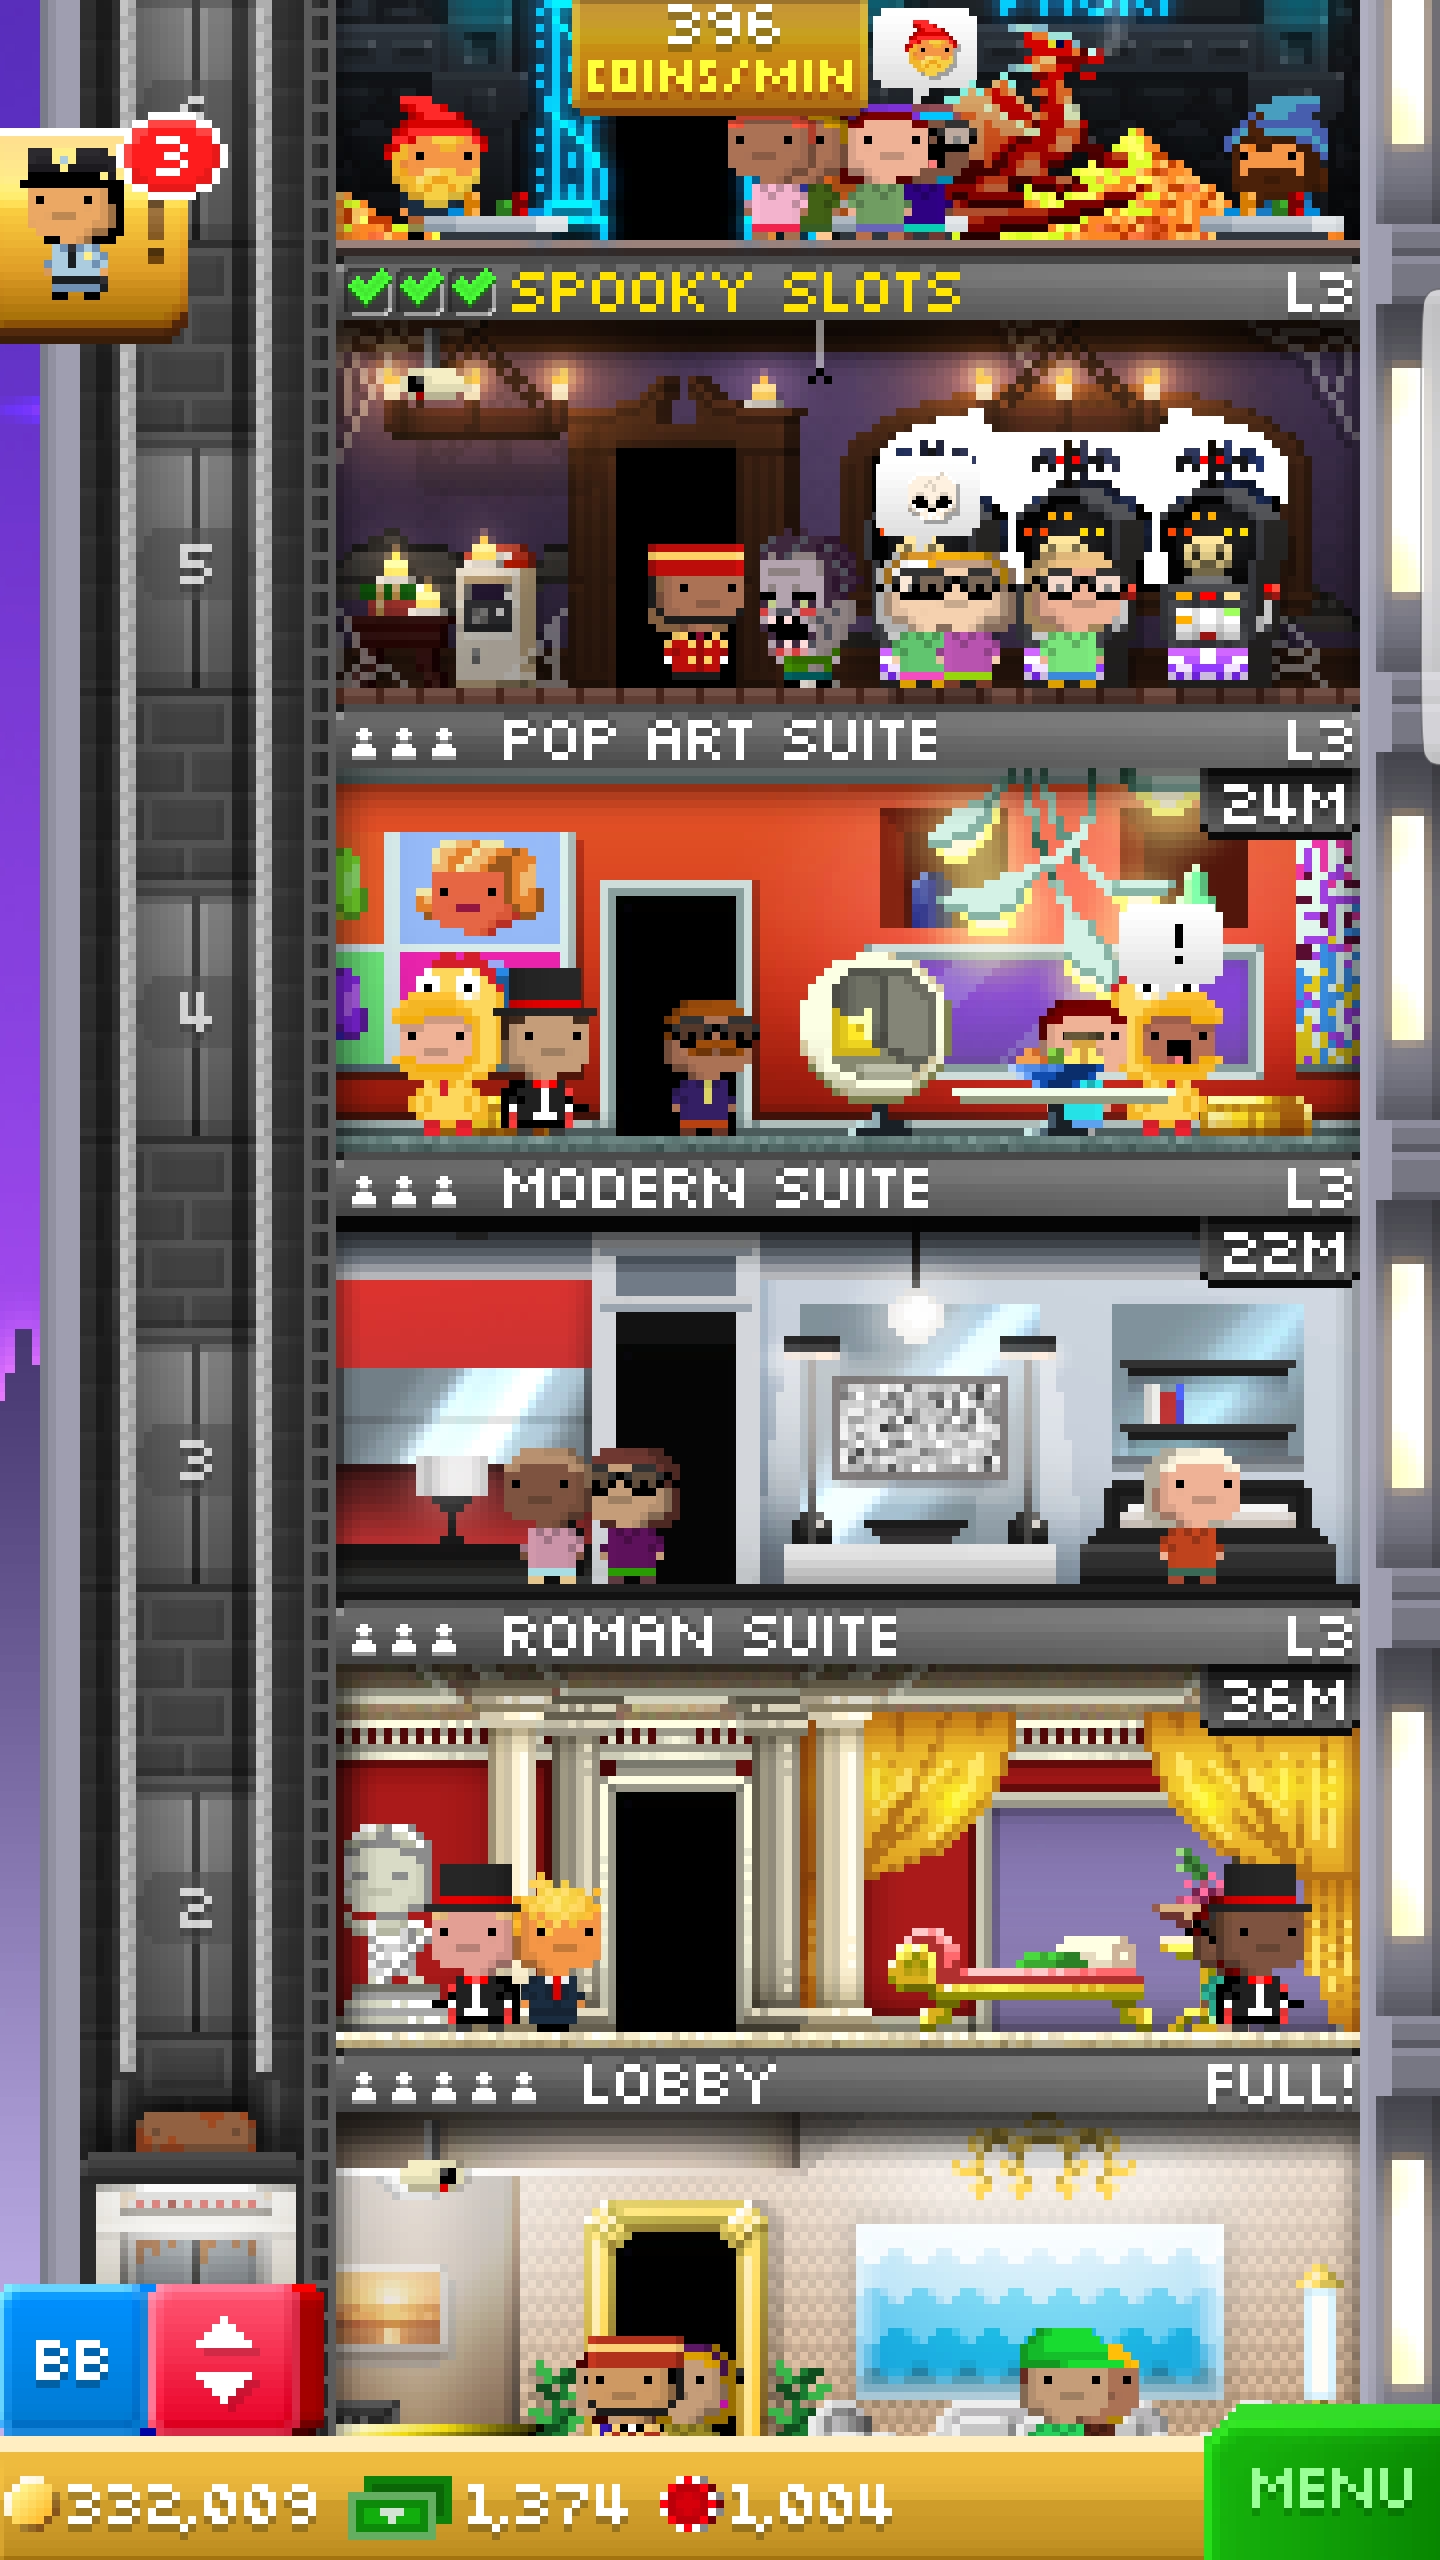 396
COINS/MIN
3
SPOOKY SLOTS L3
5
POP ART SUITE L3
24M
!
4
MODERN SUITE L3
22M
3
ROMAN SUITE L3
36M
2
LOBBY FULL!
BB
332,009 1,374 1,004
MENU